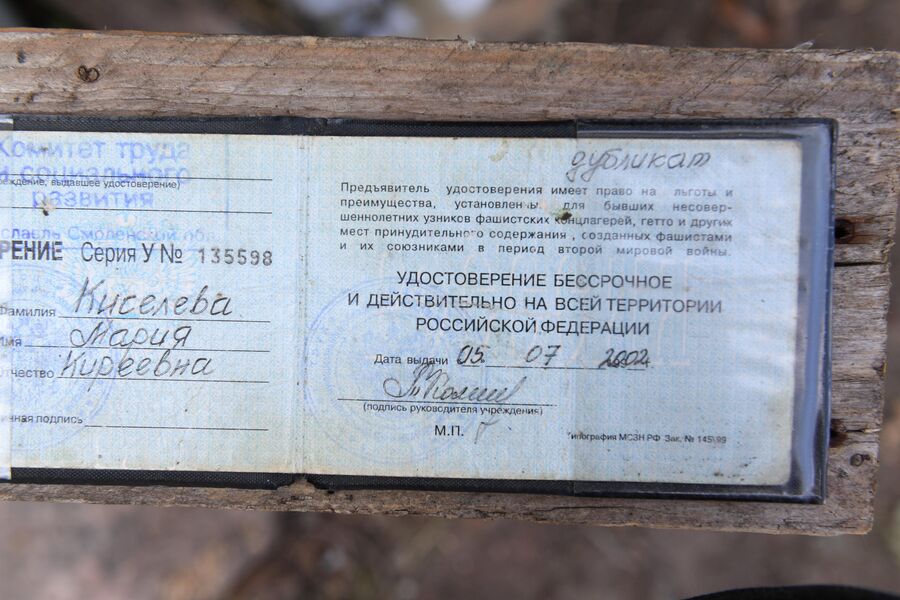 Комитет труда
и социального
(учреждение, выдавшее удостоверение)
развития
Смоленской об
РЕНИЕ Серия У № 135598
Фамилия Киселева
Имя Мария
Отчество Киреевна
чная подпись
дубликат
Предъявитель удостоверения имеет право на льготы и
преимущества, установленные для бывших несовер-
шеннолетних узников фашистских концлагерей, гетто и других
мест принудительного содержания, созданных фашистами
и их союзниками в период второй мировой войны.
УДОСТОВЕРЕНИЕ БЕССРОЧНОЕ
И ДЕЙСТВИТЕЛЬНО НА ВСЕЙ ТЕРРИТОРИИ
РОССИЙСКОЙ ФЕДЕРАЦИИ
Дата выдачи 05 07 2002
(подпись руководителя учреждения)
М.П.
Типография МСЗН РФ Зак. № 145\99